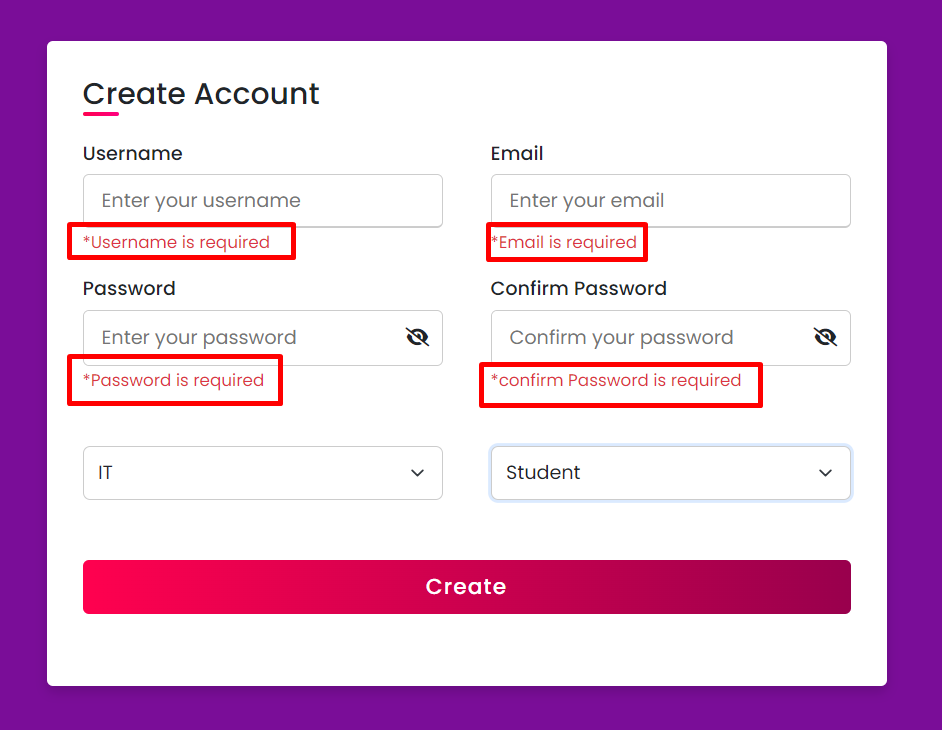 Create Account
Username
Email
Enter your username
Enter your email
*Username is required
*Email is required
Password
Confirm Password
Enter your password
Confirm your password
*Password is required
*confirm Password is required
IT
Student
Create